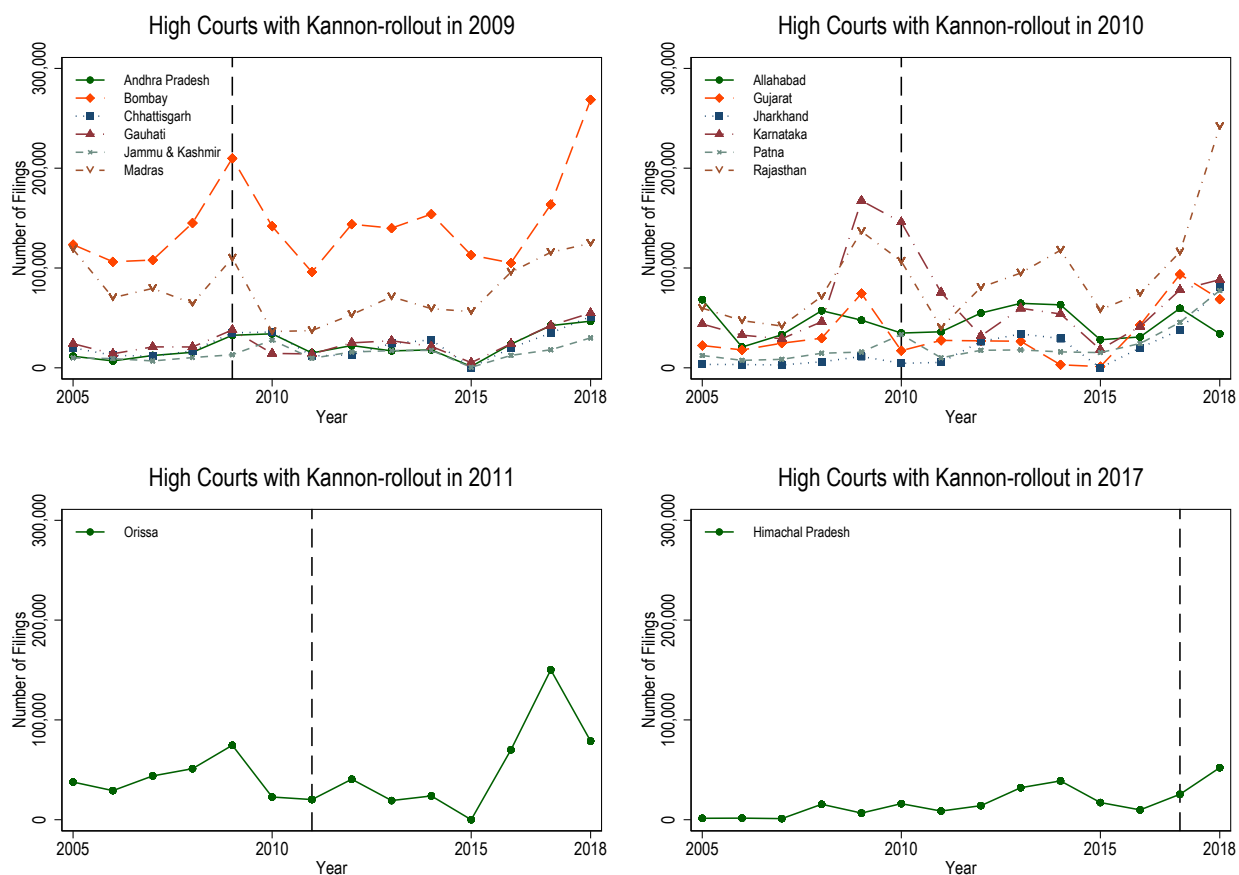 High Courts with Kannon-rollout in 2009
Number of Filings
300,000
200,000
100,000
0
Andhra Pradesh
Bombay
Chhattisgarh
Gauhati
Jammu & Kashmir
Madras
2005
2010
2015
2018
Year
High Courts with Kannon-rollout in 2010
Number of Filings
300,000
200,000
100,000
0
Allahabad
Gujarat
Jharkhand
Karnataka
Patna
Rajasthan
2005
2010
2015
2018
Year
High Courts with Kannon-rollout in 2011
Number of Filings
300,000
200,000
100,000
0
Orissa
2005
2010
2015
2018
Year
High Courts with Kannon-rollout in 2017
Number of Filings
300,000
200,000
100,000
0
Himachal Pradesh
2005
2010
2015
2018
Year